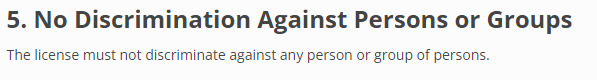 5. No Discrimination Against Persons or Groups
The license must not discriminate against any person or group of persons.